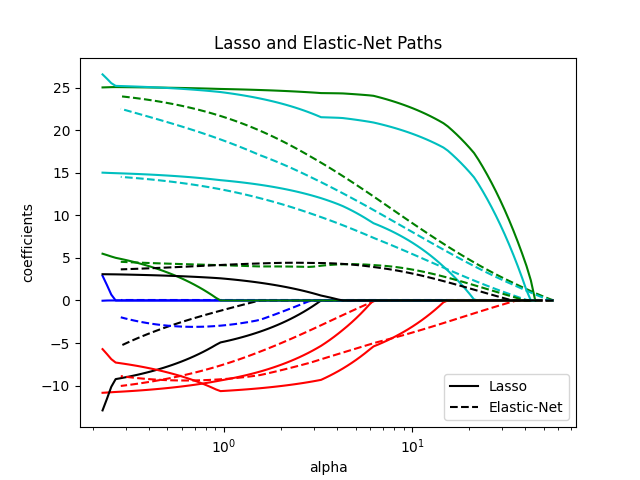 Lasso and Elastic-Net Paths
25
20
15
10
5
0
−5
−10
coefficients
10⁰
10¹
alpha
Lasso
Elastic-Net